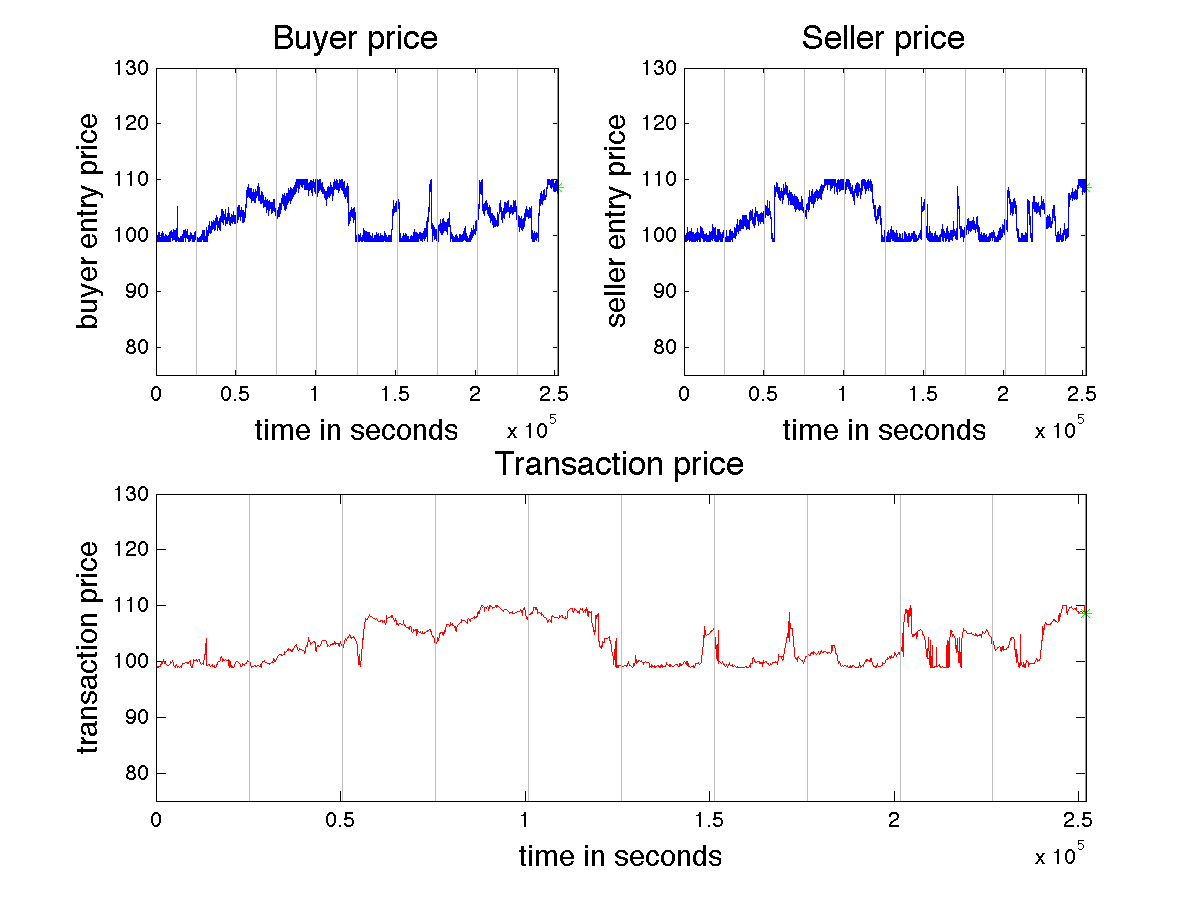 Buyer price
Seller price
130
120
110
100
90
80
buyer entry price
0 0.5 1 1.5 2 2.5
x 10^5
time in seconds
130
120
110
100
90
80
seller entry price
0 0.5 1 1.5 2 2.5
x 10^5
time in seconds
Transaction price
130
120
110
100
90
80
transaction price
0 0.5 1 1.5 2 2.5
x 10^5
time in seconds